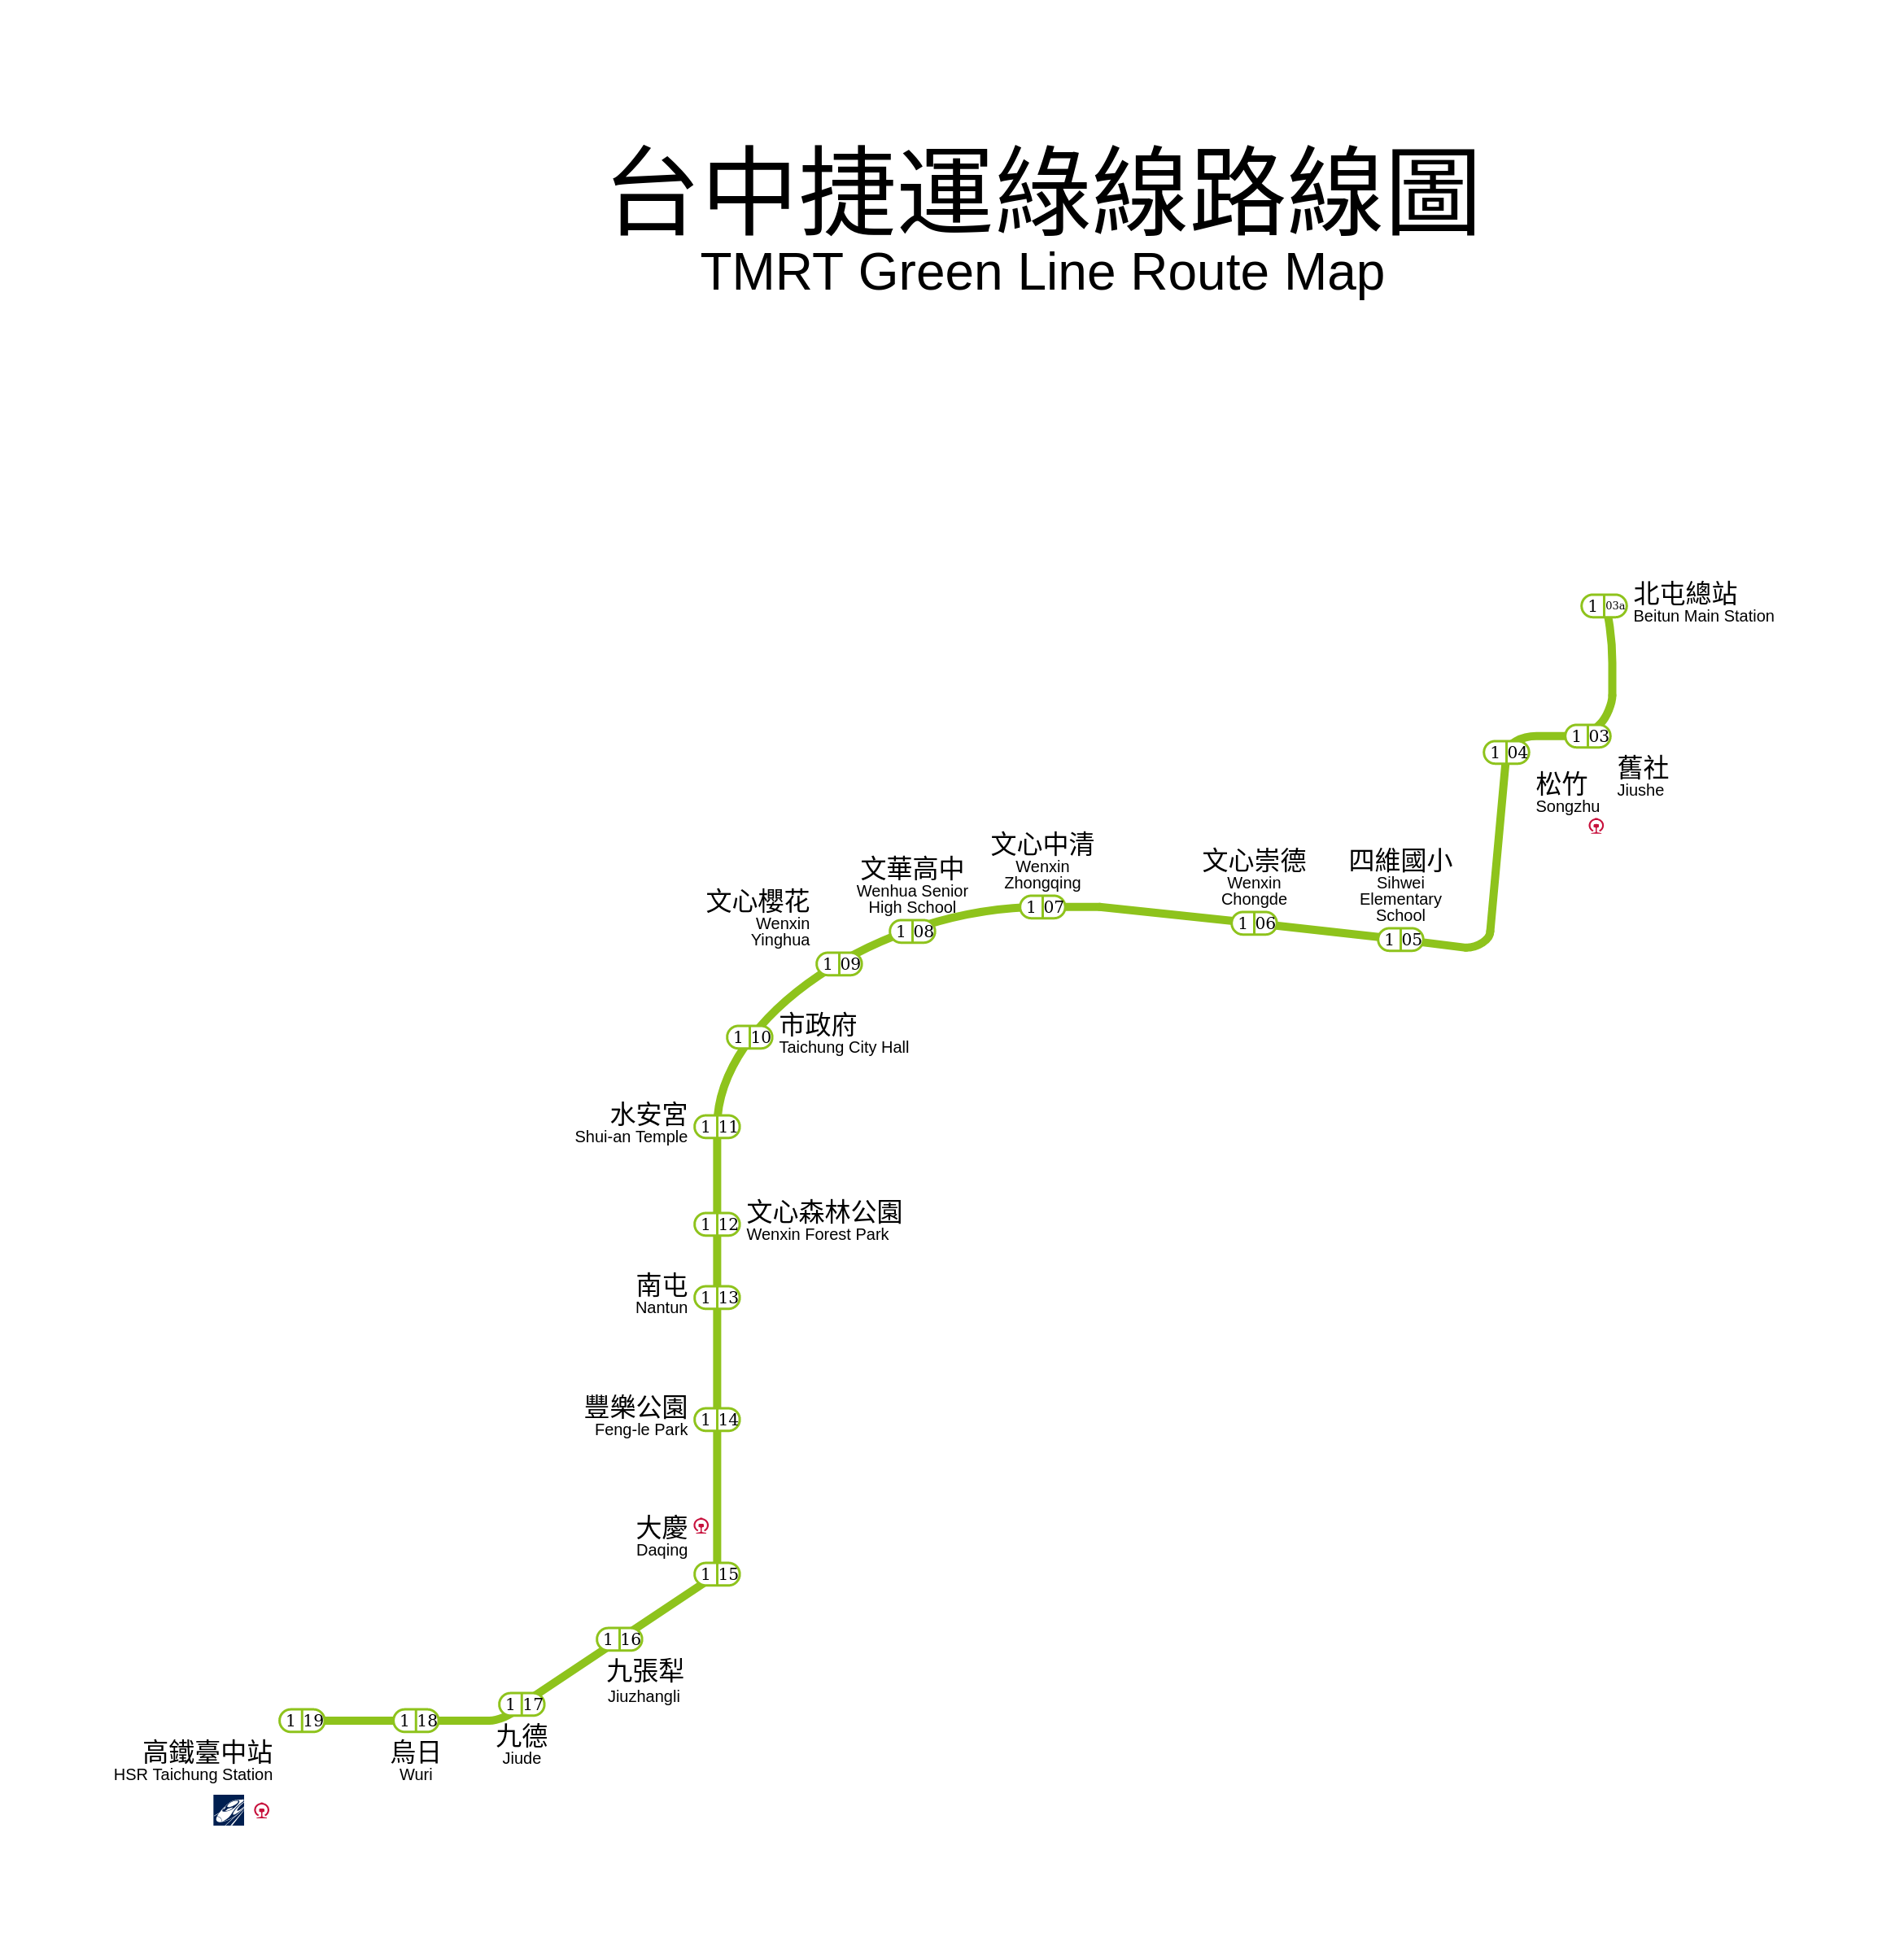 台中捷運綠線路線圖
TMRT Green Line Route Map
1 03a
北屯總站
Beitun Main Station
1 03
舊社
Jiushe
1 04
松竹
Songzhu
四維國小
Sihwei
Elementary
School
1 05
文心崇德
Wenxin
Chongde
1 06
文心中清
Wenxin
Zhongqing
1 07
文華高中
Wenhua Senior
High School
1 08
文心櫻花
Wenxin
Yinghua
1 09
1 10
市政府
Taichung City Hall
水安宮
Shui-an Temple
1 11
1 12
文心森林公園
Wenxin Forest Park
南屯
Nantun
1 13
豐樂公園
Feng-le Park
1 14
大慶
Daqing
1 15
1 16
九張犁
Jiuzhangli
1 17
九德
Jiude
1 18
烏日
Wuri
1 19
高鐵臺中站
HSR Taichung Station